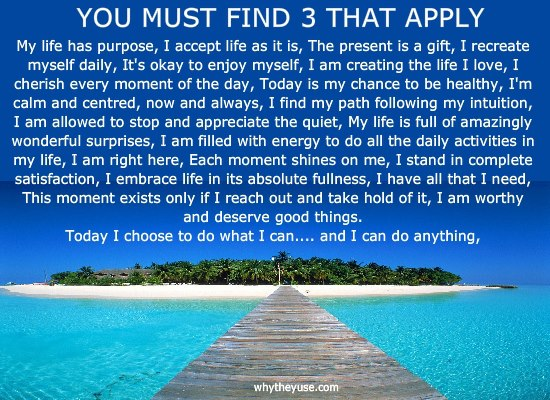 YOU MUST FIND 3 THAT APPLY
My life has purpose, I accept life as it is, The present is a gift, I recreate
myself daily, It's okay to enjoy myself, I am creating the life I love, I
cherish every moment of the day, Today is my chance to be healthy, I'm
calm and centred, now and always, I find my path following my intuition,
I am allowed to stop and appreciate the quiet, My life is full of amazingly
wonderful surprises, I am filled with energy to do all the daily activities in
my life, I am right here, Each moment shines on me, I stand in complete
satisfaction, I embrace life in its absolute fullness, I have all that I need,
This moment exists only if I reach out and take hold of it, I am worthy
and deserve good things.
Today I choose to do what I can.... and I can do anything,
whytheyuse.com